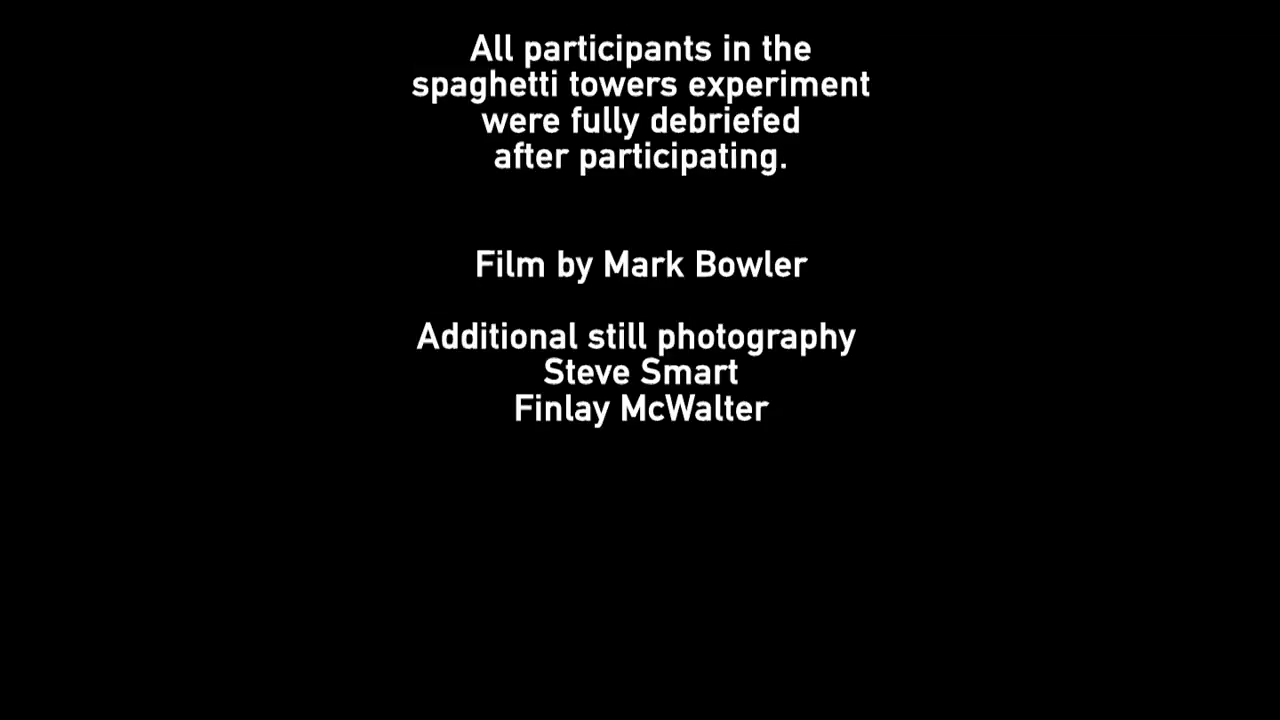 All participants in the
spaghetti towers experiment
were fully debriefed
after participating.
Film by Mark Bowler
Additional still photography
Steve Smart
Finlay McWalter